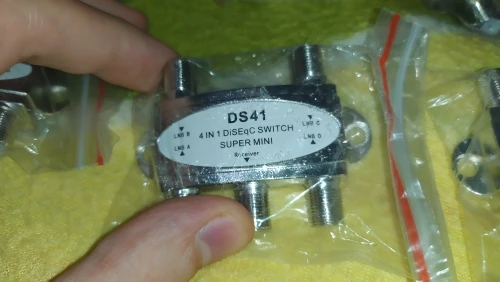 DS41
LNB B
4 IN 1 DiSEqC SWITCH
LNB C
LNB A
SUPER MINI
LNB D
Receiver